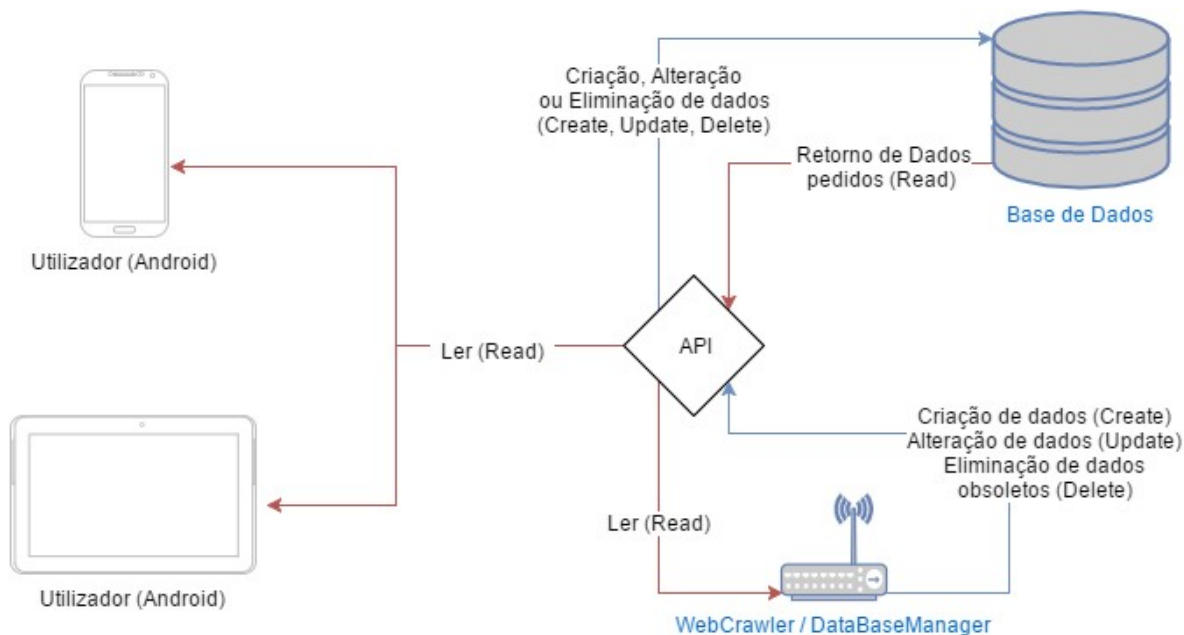 Criação, Alteração
ou Eliminação de dados
(Create, Update, Delete)
Retorno de Dados
pedidos (Read)
Base de Dados
Utilizador (Android)
Ler (Read)
API
Criação de dados (Create)
Alteração de dados (Update)
Eliminação de dados
obsoletos (Delete)
Ler (Read)
Utilizador (Android)
WebCrawler / DataBaseManager